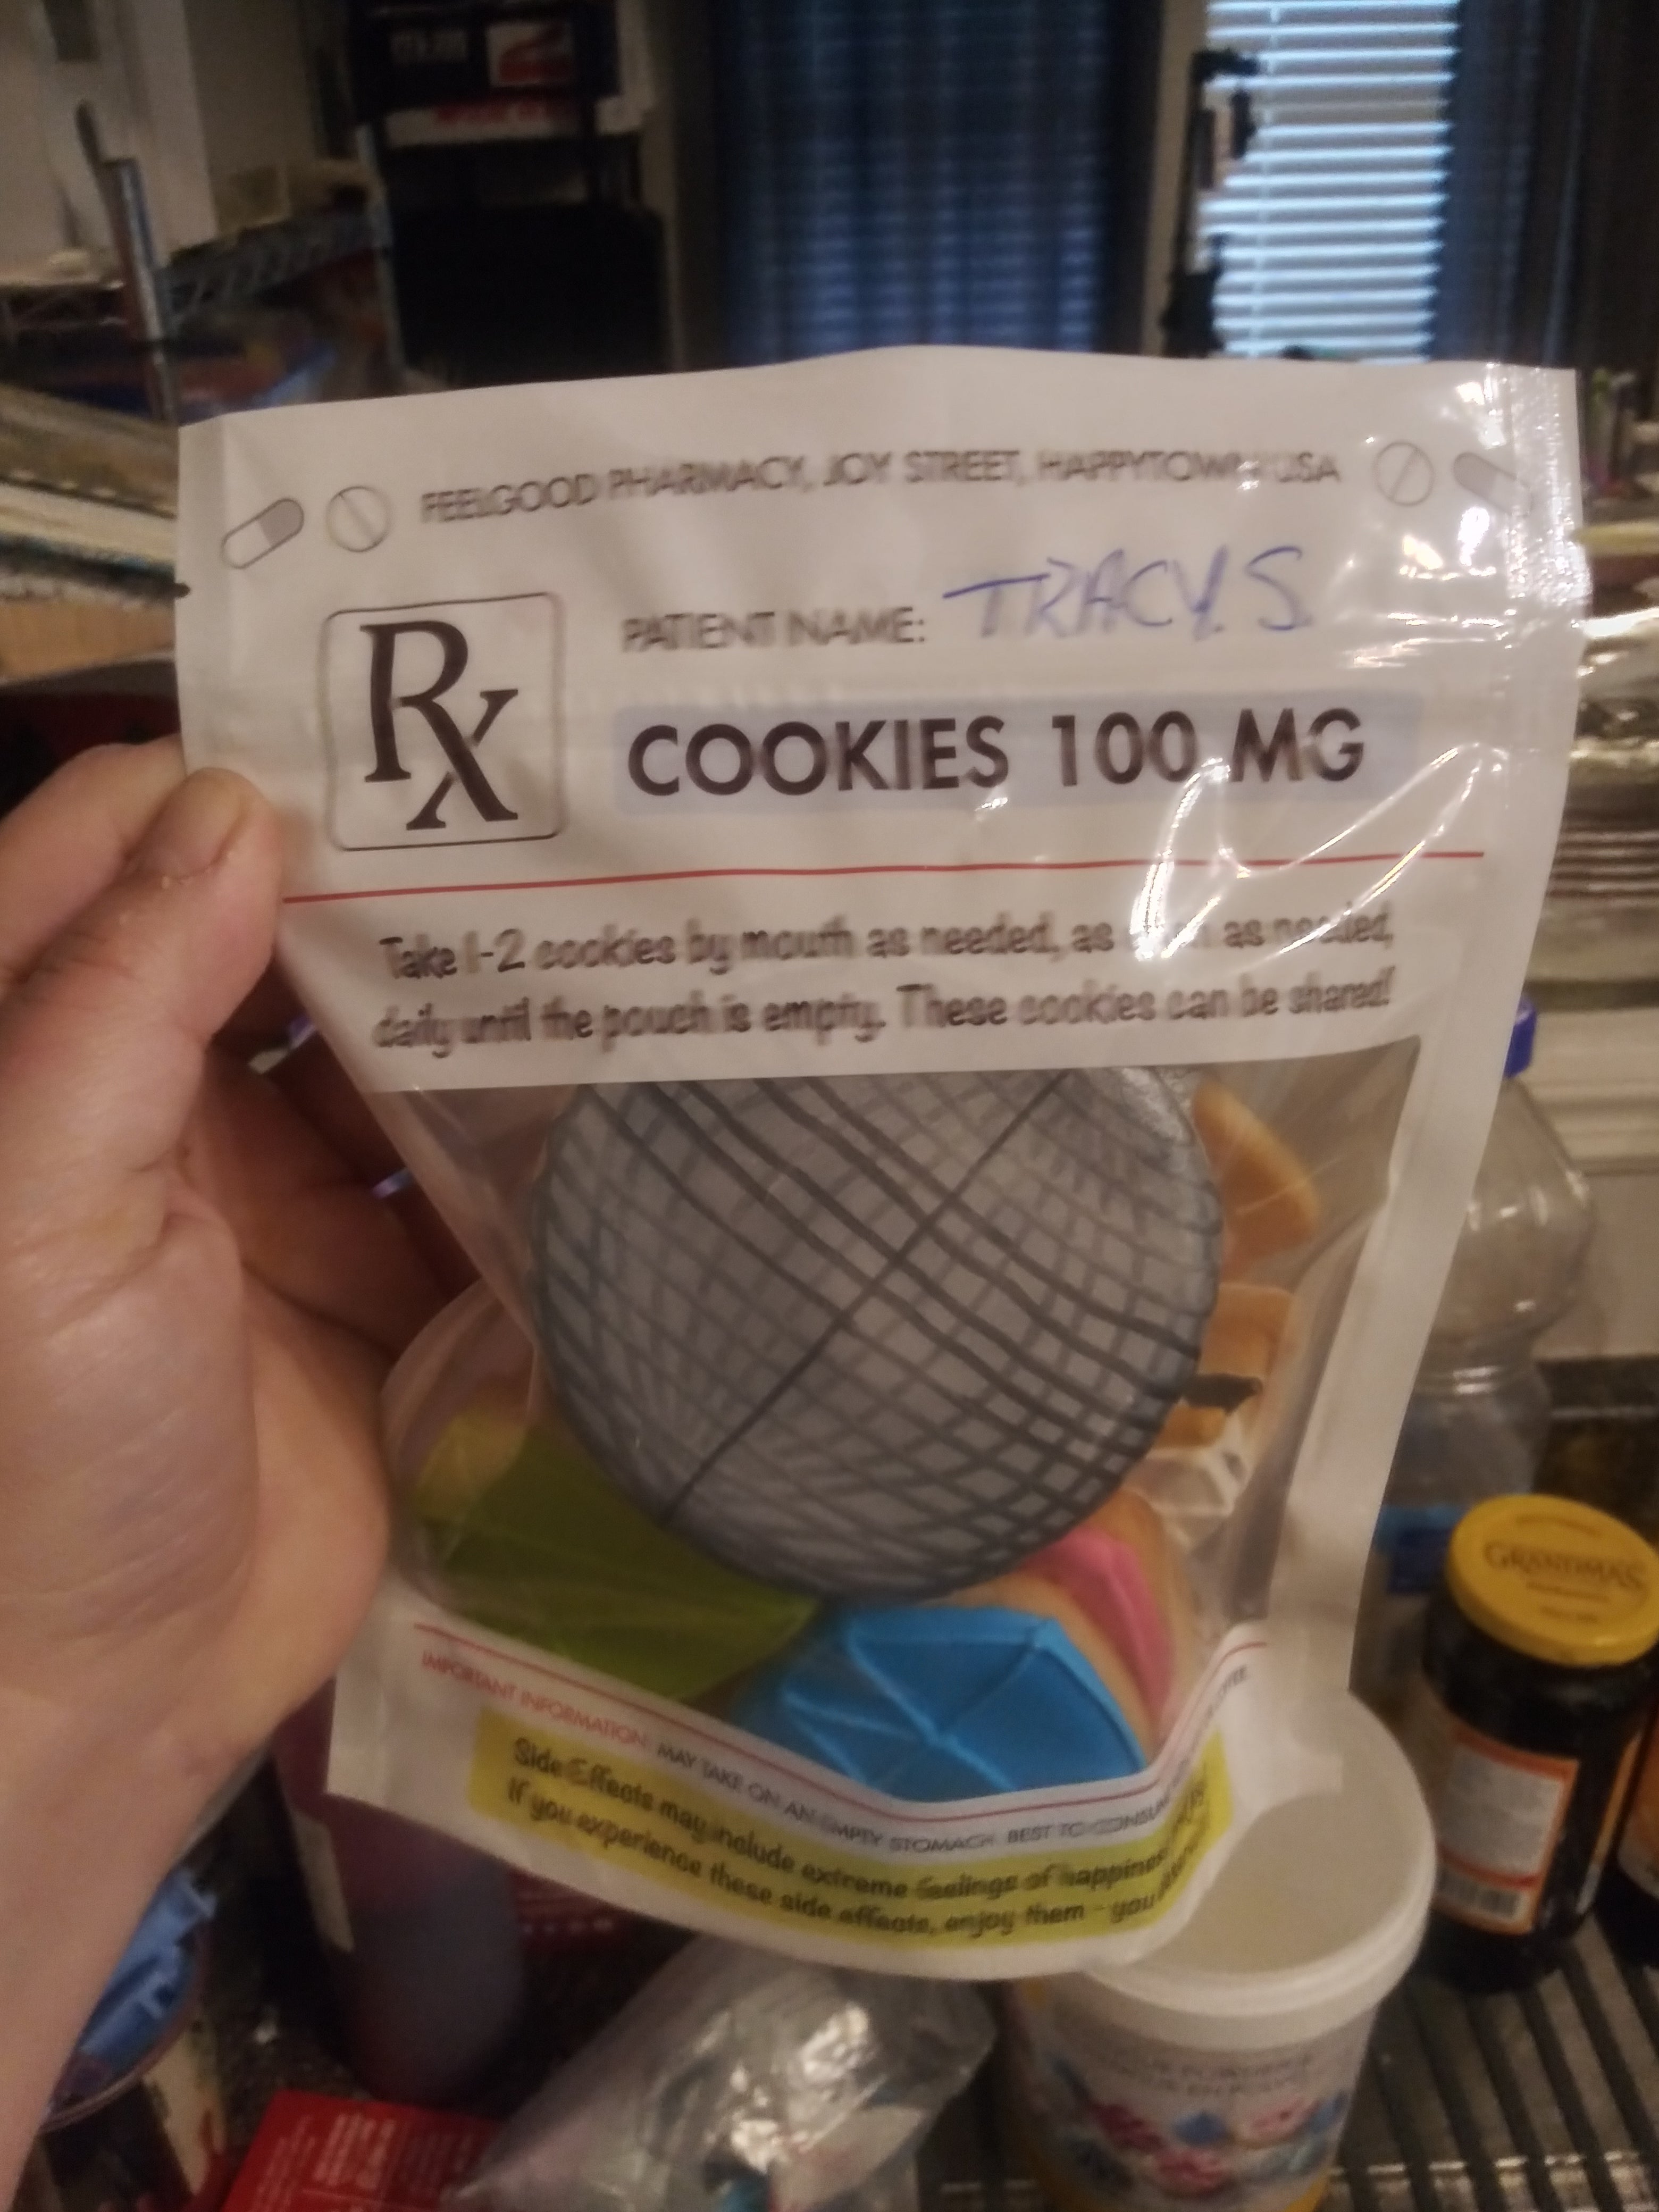 FEELGOOD PHARMACY, JOY STREET, HAPPYTOWN USA
Rx
PATIENT NAME: TRACY. S
COOKIES 100 MG
Take 1-2 cookies by mouth as needed, as as needed,
daily until the pouch is empty. These cookies can be shared!
IMPORTANT INFORMATION: MAY TAKE ON AN EMPTY STOMACH. BEST TO CONSUME
Side Effects may include extreme feelings of happiness
If you experience these side effects, enjoy them - you
GRANDMA'S